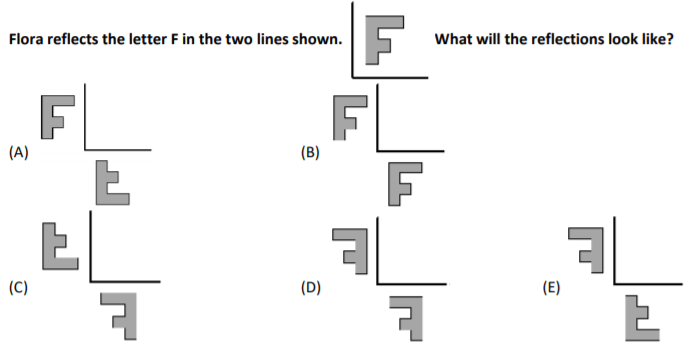 Flora reflects the letter F in the two lines shown. What will the reflections look like?
(A)
(B)
(C)
(D)
(E)